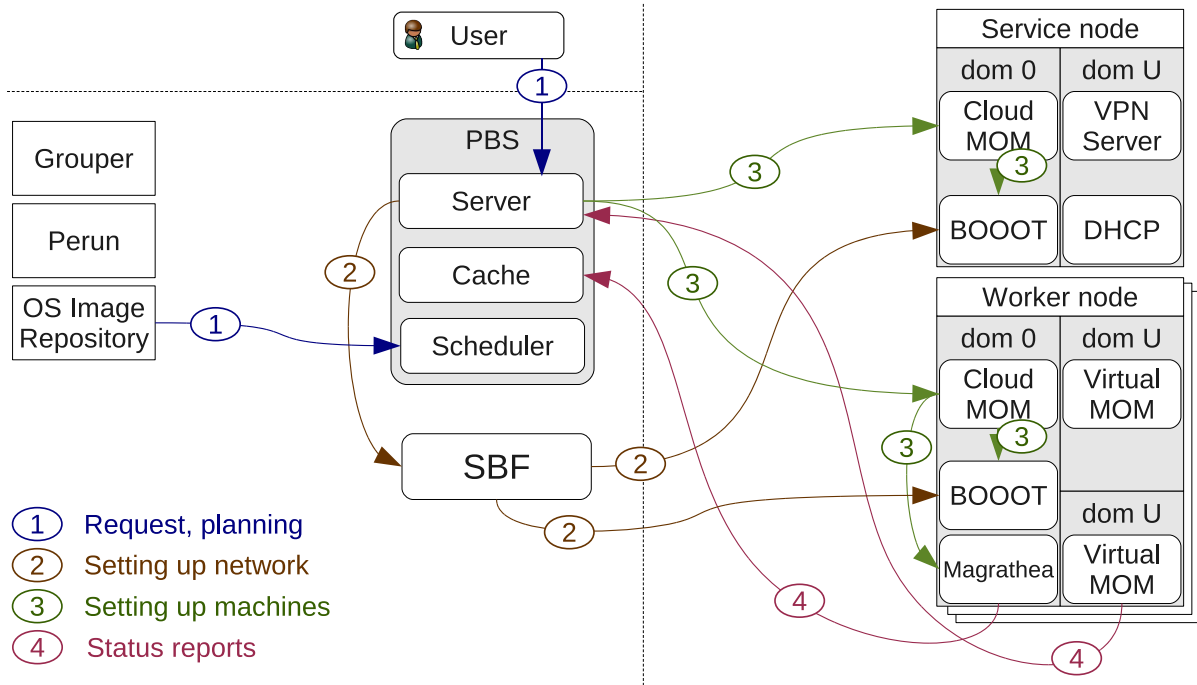 User
1
Grouper
Perun
OS Image
Repository
1
PBS
Server
Cache
Scheduler
2
SBF
2
2
3
3
Service node
dom 0
dom U
Cloud
MOM
3
VPN
Server
BOOOT
DHCP
Worker node
dom 0
dom U
Cloud
MOM
3
3
Virtual
MOM
BOOOT
dom U
Magrathea
Virtual
MOM
4
4
1 Request, planning
2 Setting up network
3 Setting up machines
4 Status reports